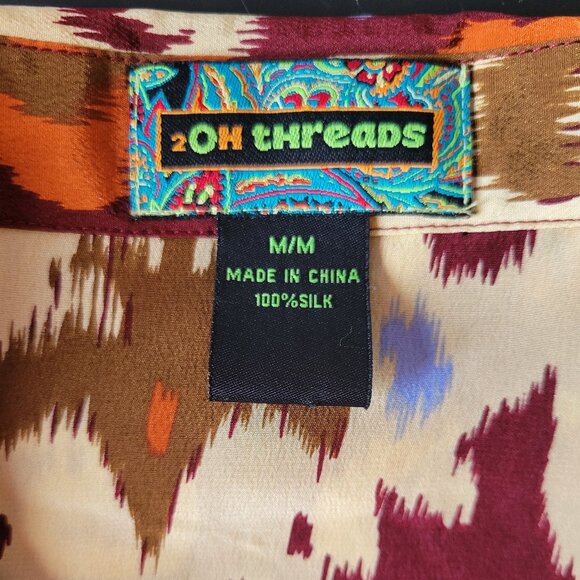 2OH tHreaDs
M/M
MADE IN CHINA
100%SILK